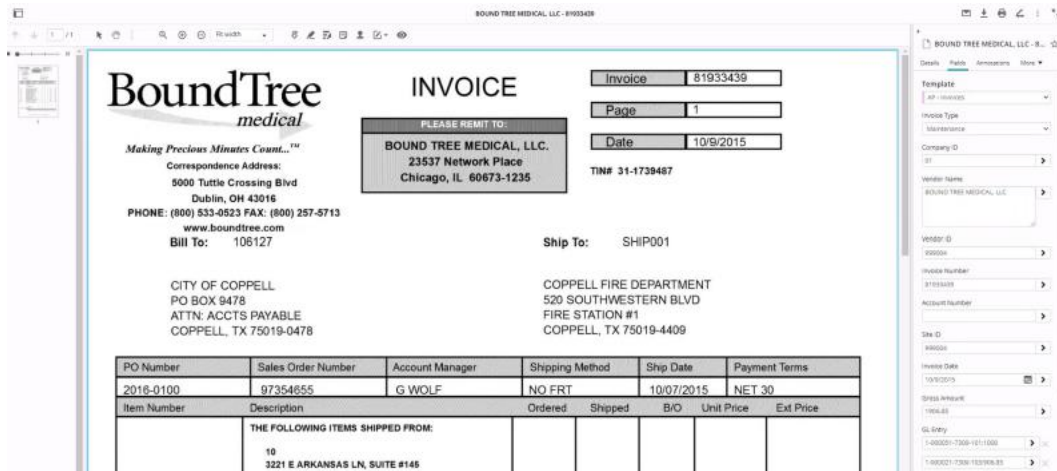 BOUND TREE MEDICAL, LLC - 81933439
1 / 1
Fit width
BoundTree
medical
Making Precious Minutes Count...™
Correspondence Address:
5000 Tuttle Crossing Blvd
Dublin, OH 43016
PHONE: (800) 533-0523 FAX: (800) 257-5713
www.boundtree.com
INVOICE
PLEASE REMIT TO:
BOUND TREE MEDICAL, LLC.
23537 Network Place
Chicago, IL 60673-1235
Invoice 81933439
Page 1
Date 10/9/2015
TIN# 31-1739487
Bill To: 106127
Ship To: SHIP001
CITY OF COPPELL
PO BOX 9478
ATTN: ACCTS PAYABLE
COPPELL, TX 75019-0478
COPPELL FIRE DEPARTMENT
520 SOUTHWESTERN BLVD
FIRE STATION #1
COPPELL, TX 75019-4409
PO Number Sales Order Number Account Manager Shipping Method Ship Date Payment Terms
2016-0100 97354655 G WOLF NO FRT 10/07/2015 NET 30
Item Number Description Ordered Shipped B/O Unit Price Ext Price
THE FOLLOWING ITEMS SHIPPED FROM:
10
3221 E ARKANSAS LN, SUITE #145
BOUND TREE MEDICAL, LLC - 8...
Details Fields Annotations More
Template
AP - Invoices
Invoice Type
Maintenance
Company ID
01
Vendor Name
BOUND TREE MEDICAL, LLC
Vendor ID
999004
Invoice Number
81933439
Account Number
Site ID
Invoice Date
10/9/2015
Gross Amount
GL Entry